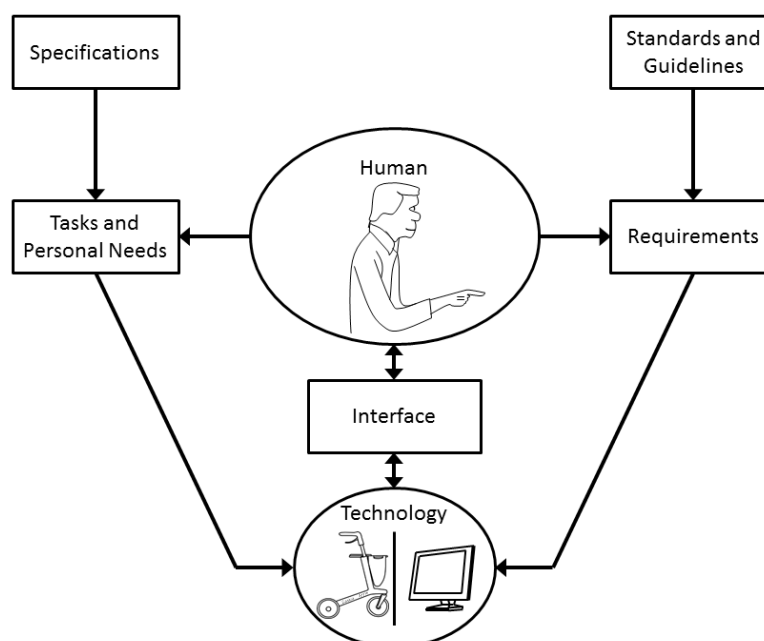 Specifications
Standards and
Guidelines
Human
Tasks and
Personal Needs
Requirements
Interface
Technology